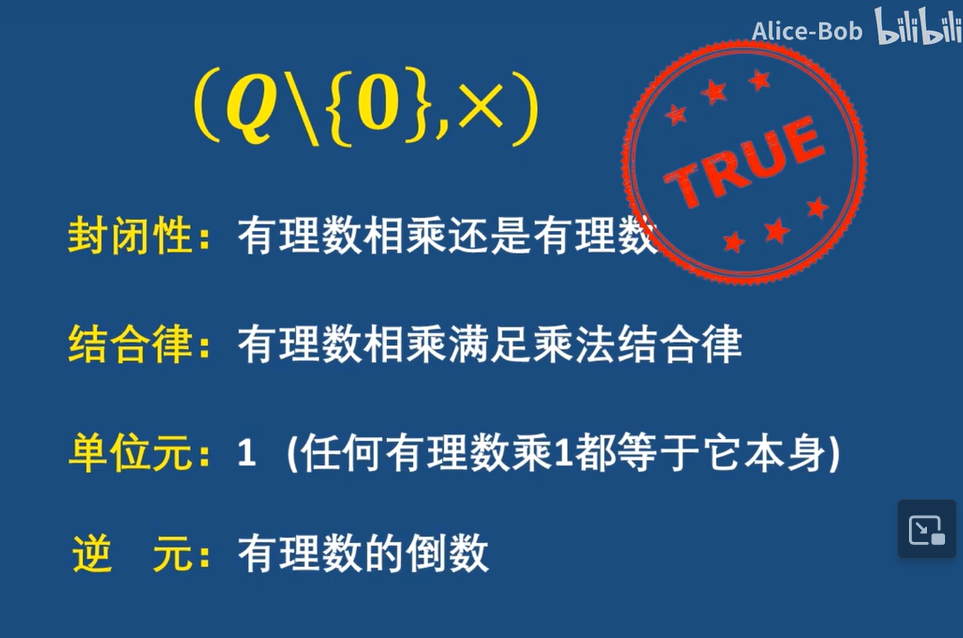 Alice-Bob bilibili
(Q\{0},×)
TRUE
封闭性：有理数相乘还是有理数
结合律：有理数相乘满足乘法结合律
单位元：1 (任何有理数乘1都等于它本身)
逆 元：有理数的倒数